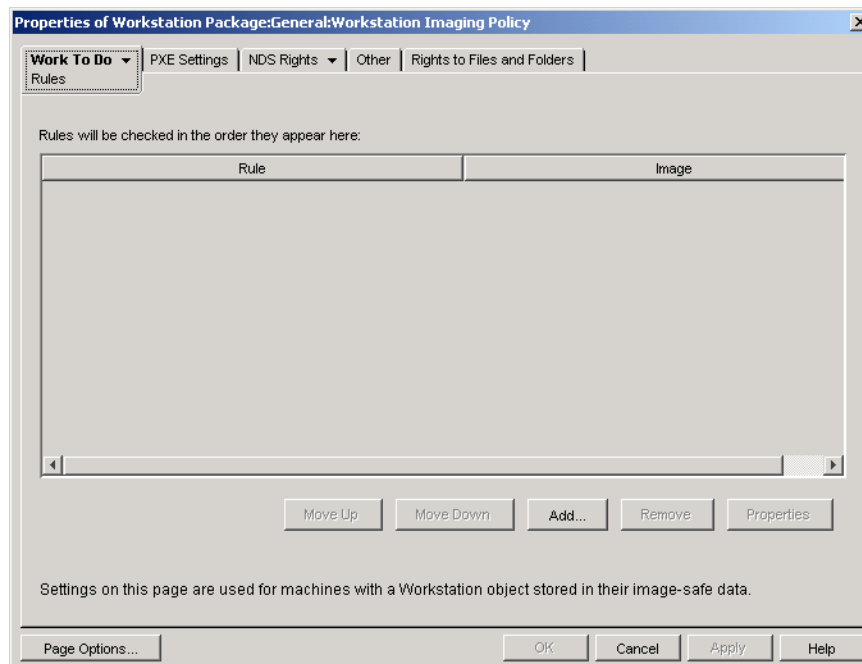 Properties of Workstation Package:General:Workstation Imaging Policy
Work To Do PXE Settings NDS Rights Other Rights to Files and Folders
Rules
Rules will be checked in the order they appear here:
Rule Image
Move Up Move Down Add... Remove Properties
Settings on this page are used for machines with a Workstation object stored in their image-safe data.
Page Options... OK Cancel Apply Help